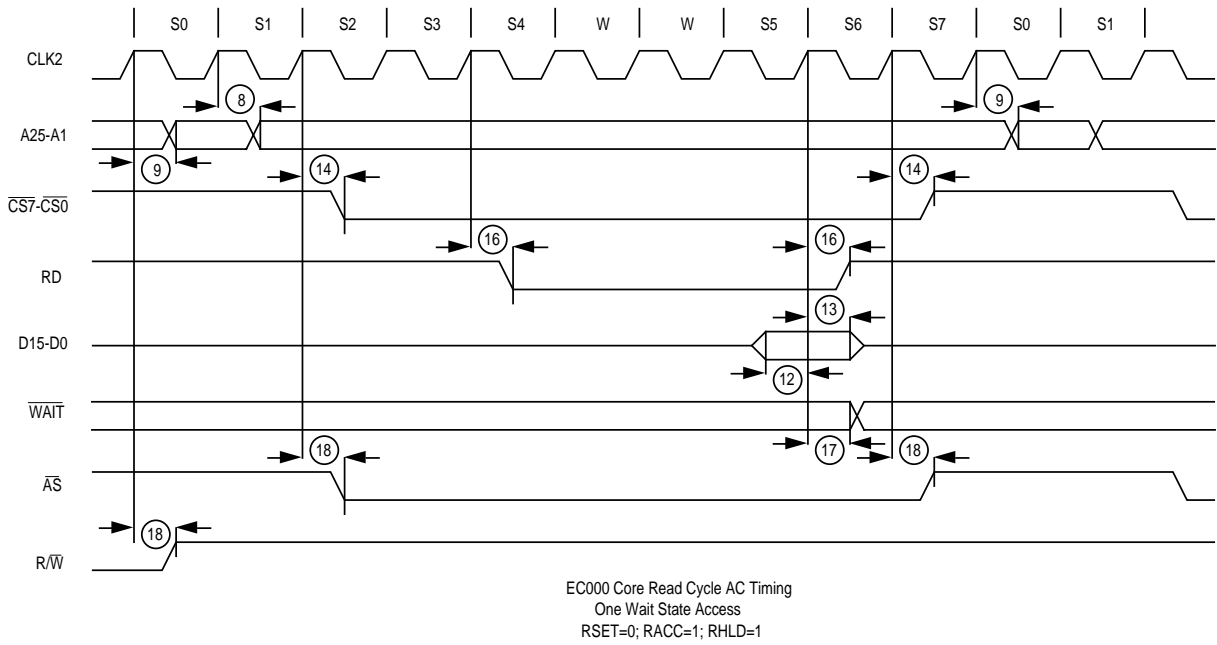 S0 S1 S2 S3 S4 W W S5 S6 S7 S0 S1
CLK2
8 9
A25-A1
9 14 14
CS7-CS0
16 16
RD
13
D15-D0
12
WAIT
18 17 18
AS
18
R/W
EC000 Core Read Cycle AC Timing
One Wait State Access
RSET=0; RACC=1; RHLD=1